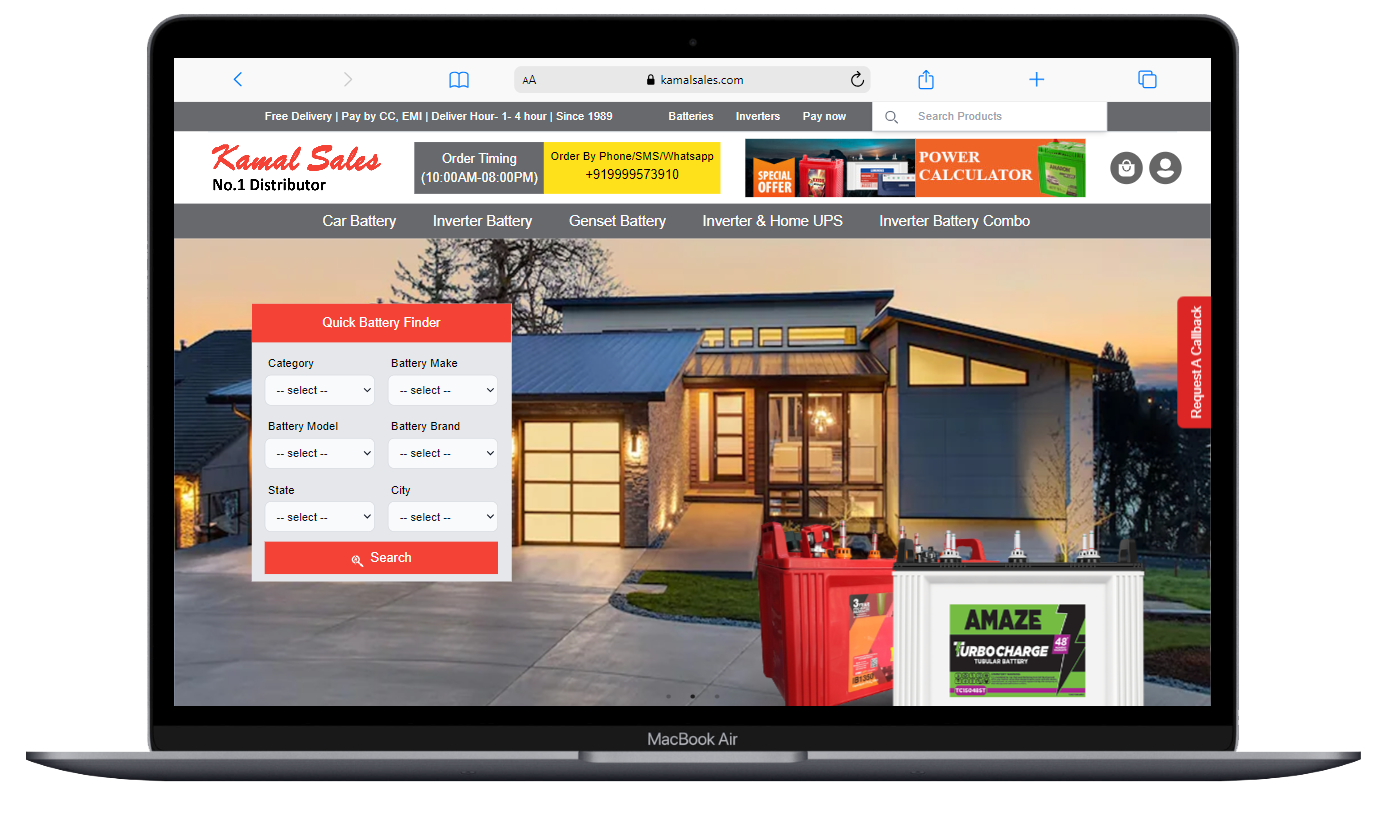 AA
kamalsales.com
Free Delivery | Pay by CC, EMI | Deliver Hour- 1- 4 hour | Since 1989
Batteries
Inverters
Pay now
Search Products
Kamal Sales
No.1 Distributor
Order Timing
(10:00AM-08:00PM)
Order By Phone/SMS/Whatsapp
+919999573910
SPECIAL
OFFER
POWER
CALCULATOR
Car Battery
Inverter Battery
Genset Battery
Inverter & Home UPS
Inverter Battery Combo
Quick Battery Finder
Category
Battery Make
-- select --
-- select --
Battery Model
Battery Brand
-- select --
-- select --
State
City
-- select --
-- select --
Search
Request A Callback
3 YEAR
AMAZE
48
TURBOCHARGE
TUBULAR BATTERY
MacBook Air